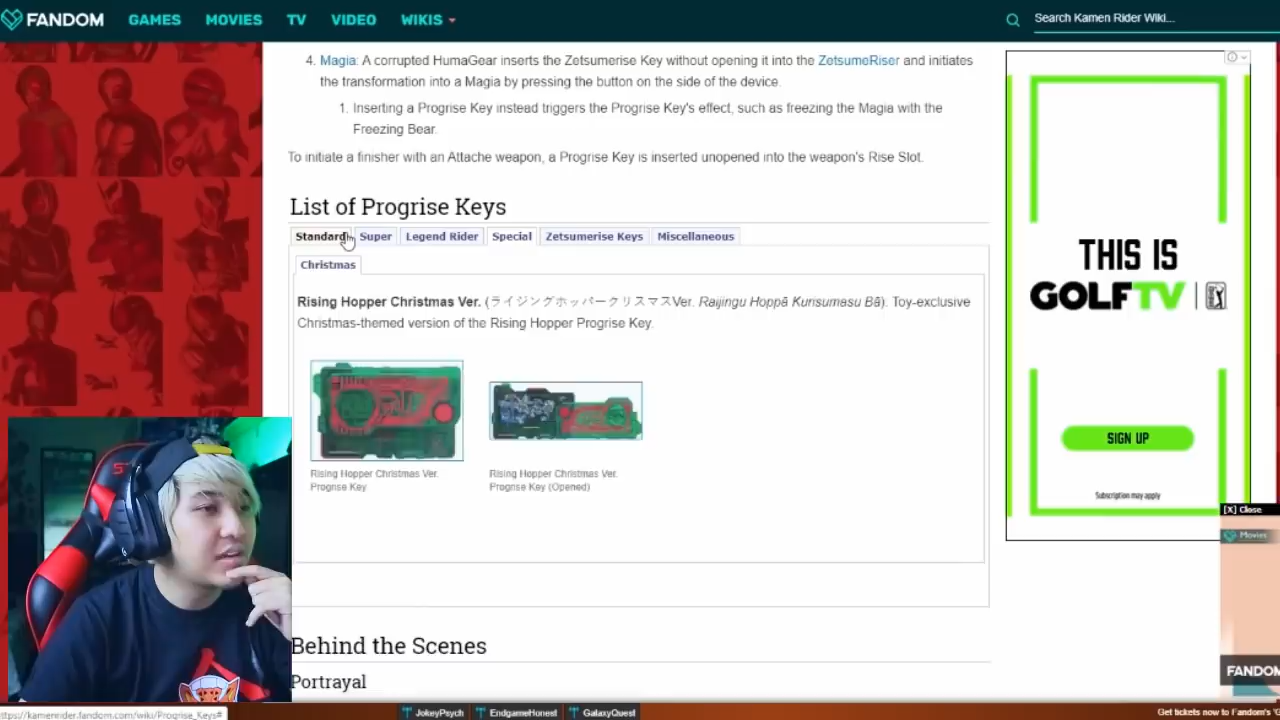 FANDOM GAMES MOVIES TV VIDEO WIKIS
Search Kamen Rider Wiki...
4. Magia: A corrupted HumaGear inserts the Zetsumerise Key without opening it into the ZetsumeRiser and initiates
the transformation into a Magia by pressing the button on the side of the device.
1. Inserting a Progrise Key instead triggers the Progrise Key's effect, such as freezing the Magia with the
Freezing Bear.
To initiate a finisher with an Attache weapon, a Progrise Key is inserted unopened into the weapon's Rise Slot.
List of Progrise Keys
Standard Super Legend Rider Special Zetsumerise Keys Miscellaneous
Christmas
Rising Hopper Christmas Ver. (ライジングホッパークリスマスVer. Raijingu Hoppā Kurisumasu Bā). Toy-exclusive
Christmas-themed version of the Rising Hopper Progrise Key.
Rising Hopper Christmas Ver.
Progrise Key
Rising Hopper Christmas Ver.
Progrise Key (Opened)
THIS IS
GOLFTV
SIGN UP
Subscription may apply
[X] Close
Movies
FANDOM
Behind the Scenes
Portrayal
ttps://kamenrider.fandom.com/wiki/Progrise_Keys#
JokeyPsych EndgameHonest GalaxyQuest
Get tickets now to Fandom's 'G